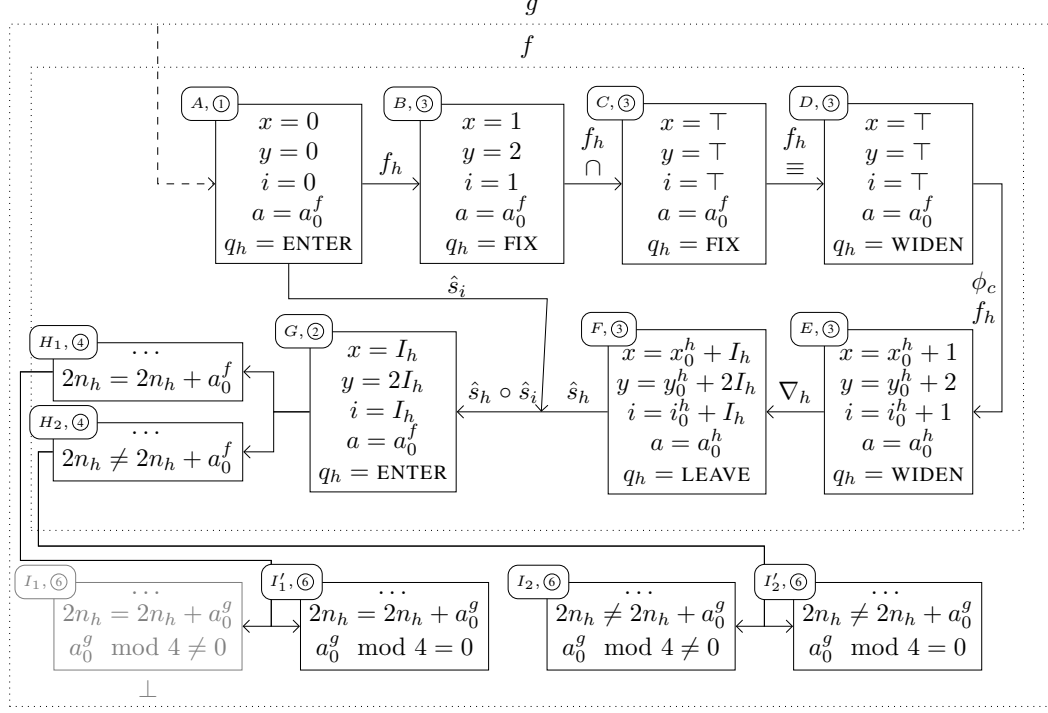 g
f
A, ①
x = 0
y = 0
i = 0
a = a_0^f
q_h = ENTER
f_h
B, ③
x = 1
y = 2
i = 1
a = a_0^f
q_h = FIX
f_h
∩
C, ③
x = ⊤
y = ⊤
i = ⊤
a = a_0^f
q_h = FIX
f_h
≡
D, ③
x = ⊤
y = ⊤
i = ⊤
a = a_0^f
q_h = WIDEN
ϕ_c
f_h
ŝ_i
H_1, ④
...
2n_h = 2n_h + a_0^f
H_2, ④
...
2n_h ≠ 2n_h + a_0^f
G, ②
x = I_h
y = 2I_h
i = I_h
a = a_0^f
q_h = ENTER
ŝ_h ∘ ŝ_i
ŝ_h
F, ③
x = x_0^h + I_h
y = y_0^h + 2I_h
i = i_0^h + I_h
a = a_0^h
q_h = LEAVE
∇_h
E, ③
x = x_0^h + 1
y = y_0^h + 2
i = i_0^h + 1
a = a_0^h
q_h = WIDEN
I_1, ⑥
...
2n_h = 2n_h + a_0^g
a_0^g mod 4 ≠ 0
⊥
I_1′, ⑥
...
2n_h = 2n_h + a_0^g
a_0^g mod 4 = 0
I_2, ⑥
...
2n_h ≠ 2n_h + a_0^g
a_0^g mod 4 ≠ 0
I_2′, ⑥
...
2n_h ≠ 2n_h + a_0^g
a_0^g mod 4 = 0